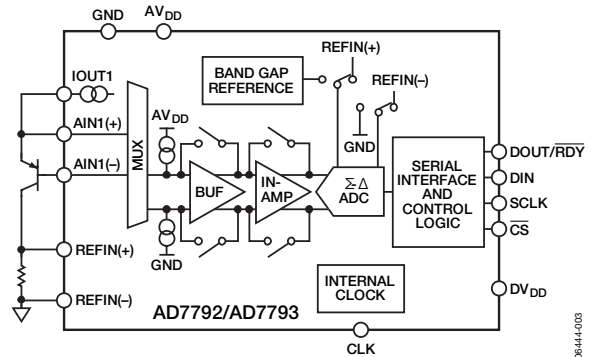 GND
AVDD
IOUT1
AIN1(+)
AIN1(–)
REFIN(+)
REFIN(–)
MUX
AVDD
GND
BUF
IN-
AMP
BAND GAP
REFERENCE
REFIN(+)
REFIN(–)
GND
Σ-Δ
ADC
SERIAL
INTERFACE
AND
CONTROL
LOGIC
DOUT/RDY
DIN
SCLK
CS
DVDD
INTERNAL
CLOCK
AD7792/AD7793
CLK
06444-003